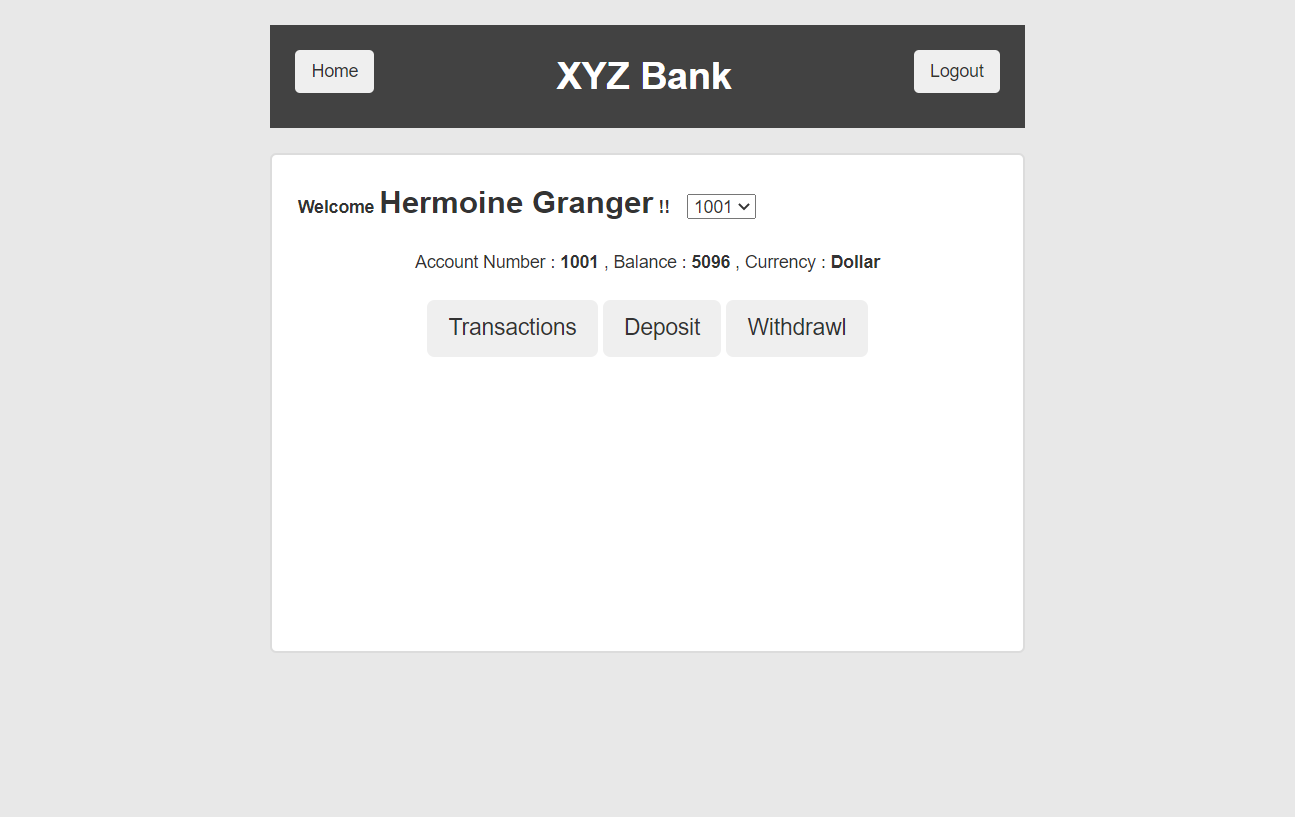 Home XYZ Bank Logout
Welcome Hermoine Granger !! 1001
Account Number : 1001 , Balance : 5096 , Currency : Dollar
Transactions Deposit Withdrawl